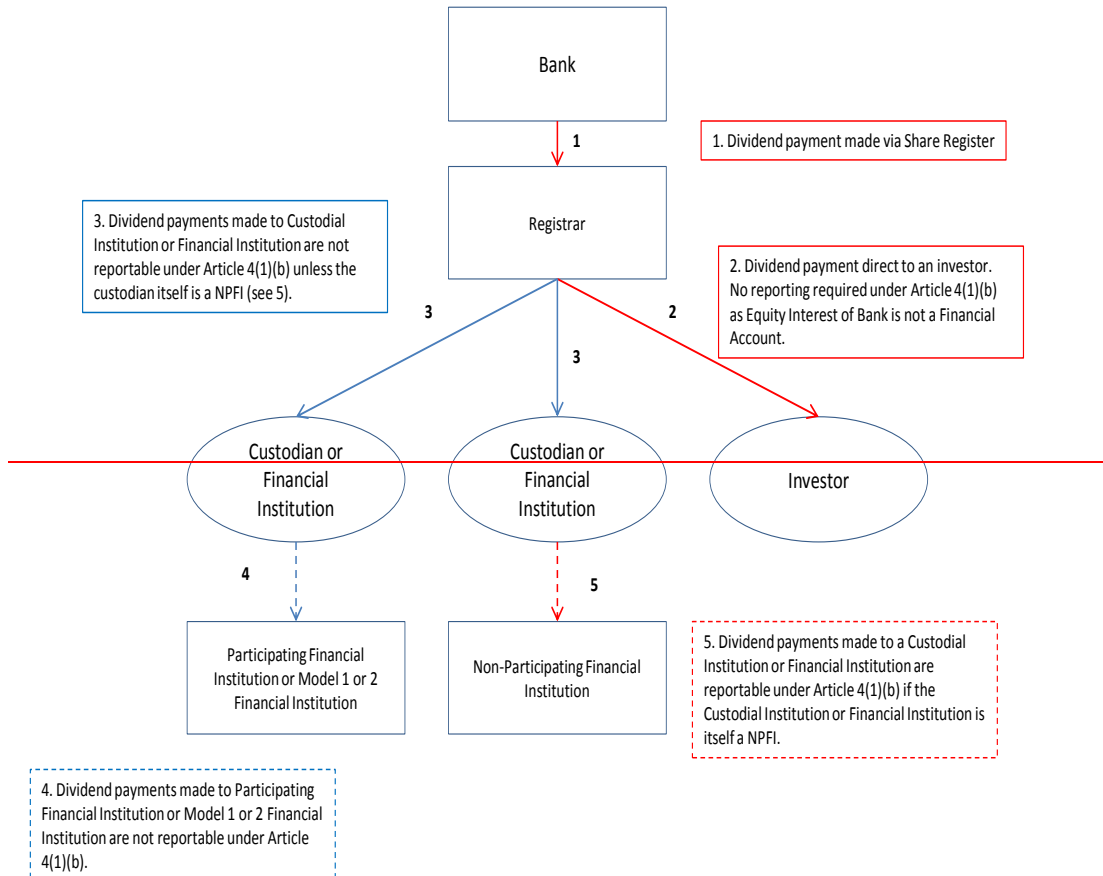 Bank
1
1. Dividend payment made via Share Register
Registrar
3. Dividend payments made to Custodial
Institution or Financial Institution are not
reportable under Article 4(1)(b) unless the
custodian itself is a NPFI (see 5).
2. Dividend payment direct to an investor.
No reporting required under Article 4(1)(b)
as Equity Interest of Bank is not a Financial
Account.
3
3
2
Custodian or
Financial
Institution
Custodian or
Financial
Institution
Investor
4
5
Participating Financial
Institution or Model 1 or 2
Financial Institution
Non-Participating Financial
Institution
5. Dividend payments made to a Custodial
Institution or Financial Institution are
reportable under Article 4(1)(b) if the
Custodial Institution or Financial Institution is
itself a NPFI.
4. Dividend payments made to Participating
Financial Institution or Model 1 or 2 Financial
Institution are not reportable under Article
4(1)(b).